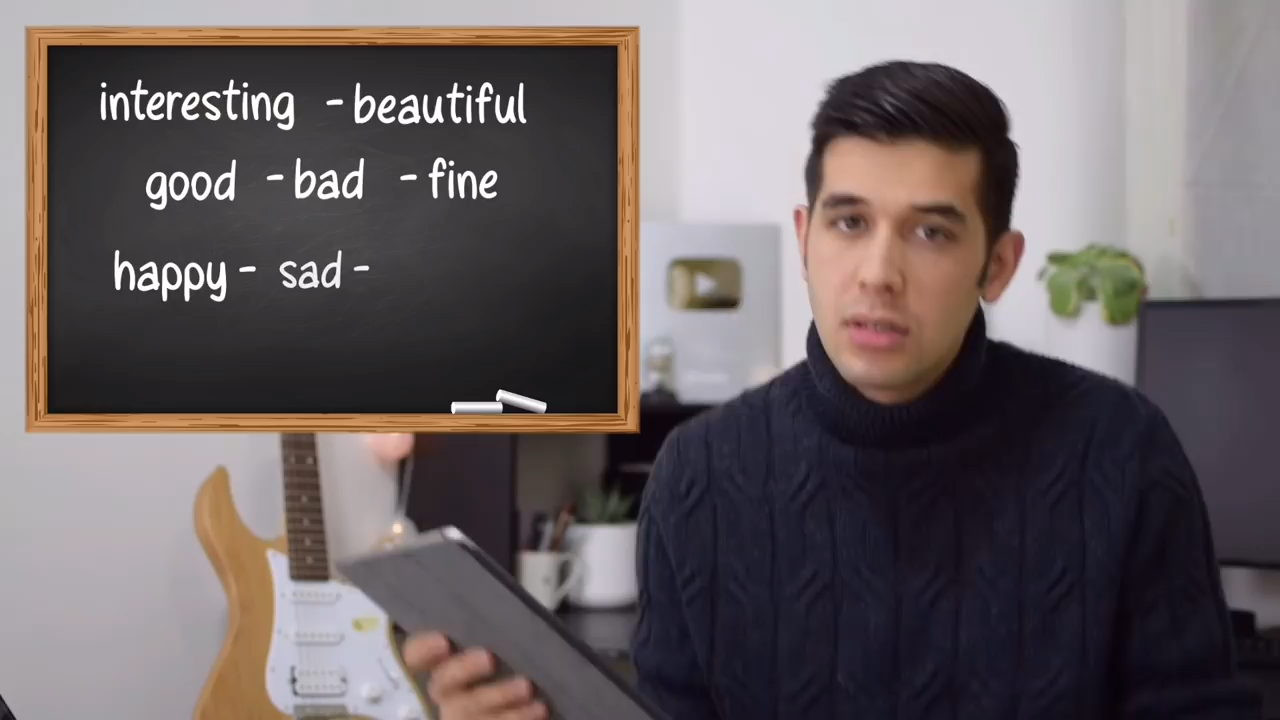 interesting - beautiful
good - bad - fine
happy - sad -